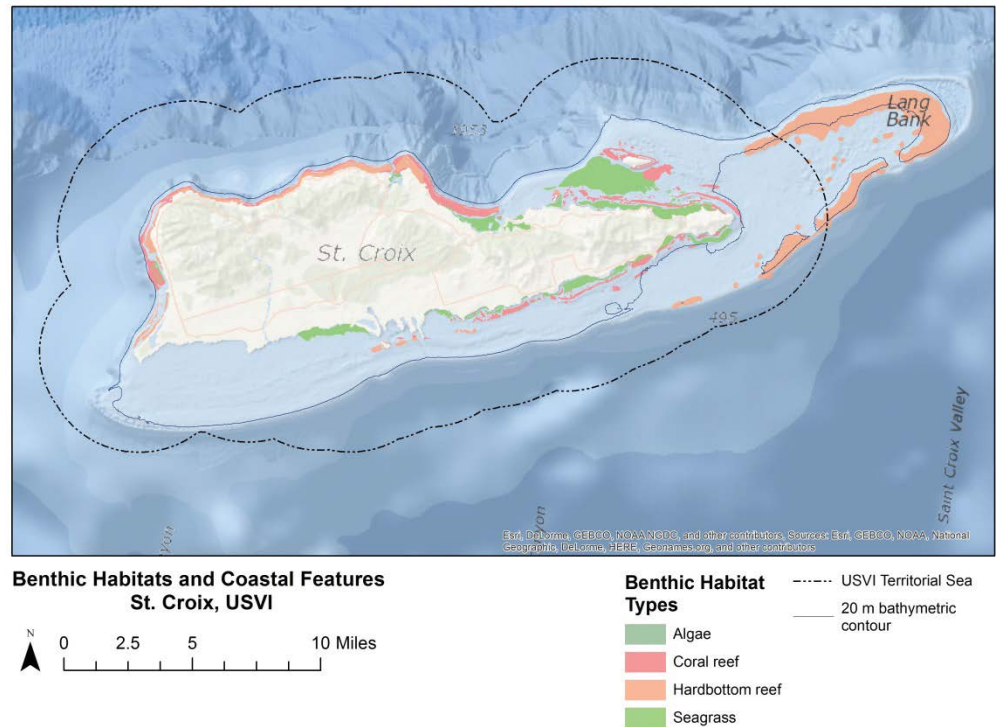 Lang
Bank
4953
St. Croix
495
Saint Croix Valley
yon
yon
Esri, DeLorme, GEBCO, NOAA NGDC, and other contributors, Sources: Esri, GEBCO, NOAA, National
Geographic, DeLorme, HERE, Geonames.org, and other contributors
Benthic Habitats and Coastal Features
St. Croix, USVI
N
0 2.5 5 10 Miles
Benthic Habitat
Types
Algae
Coral reef
Hardbottom reef
Seagrass
USVI Territorial Sea
20 m bathymetric
contour